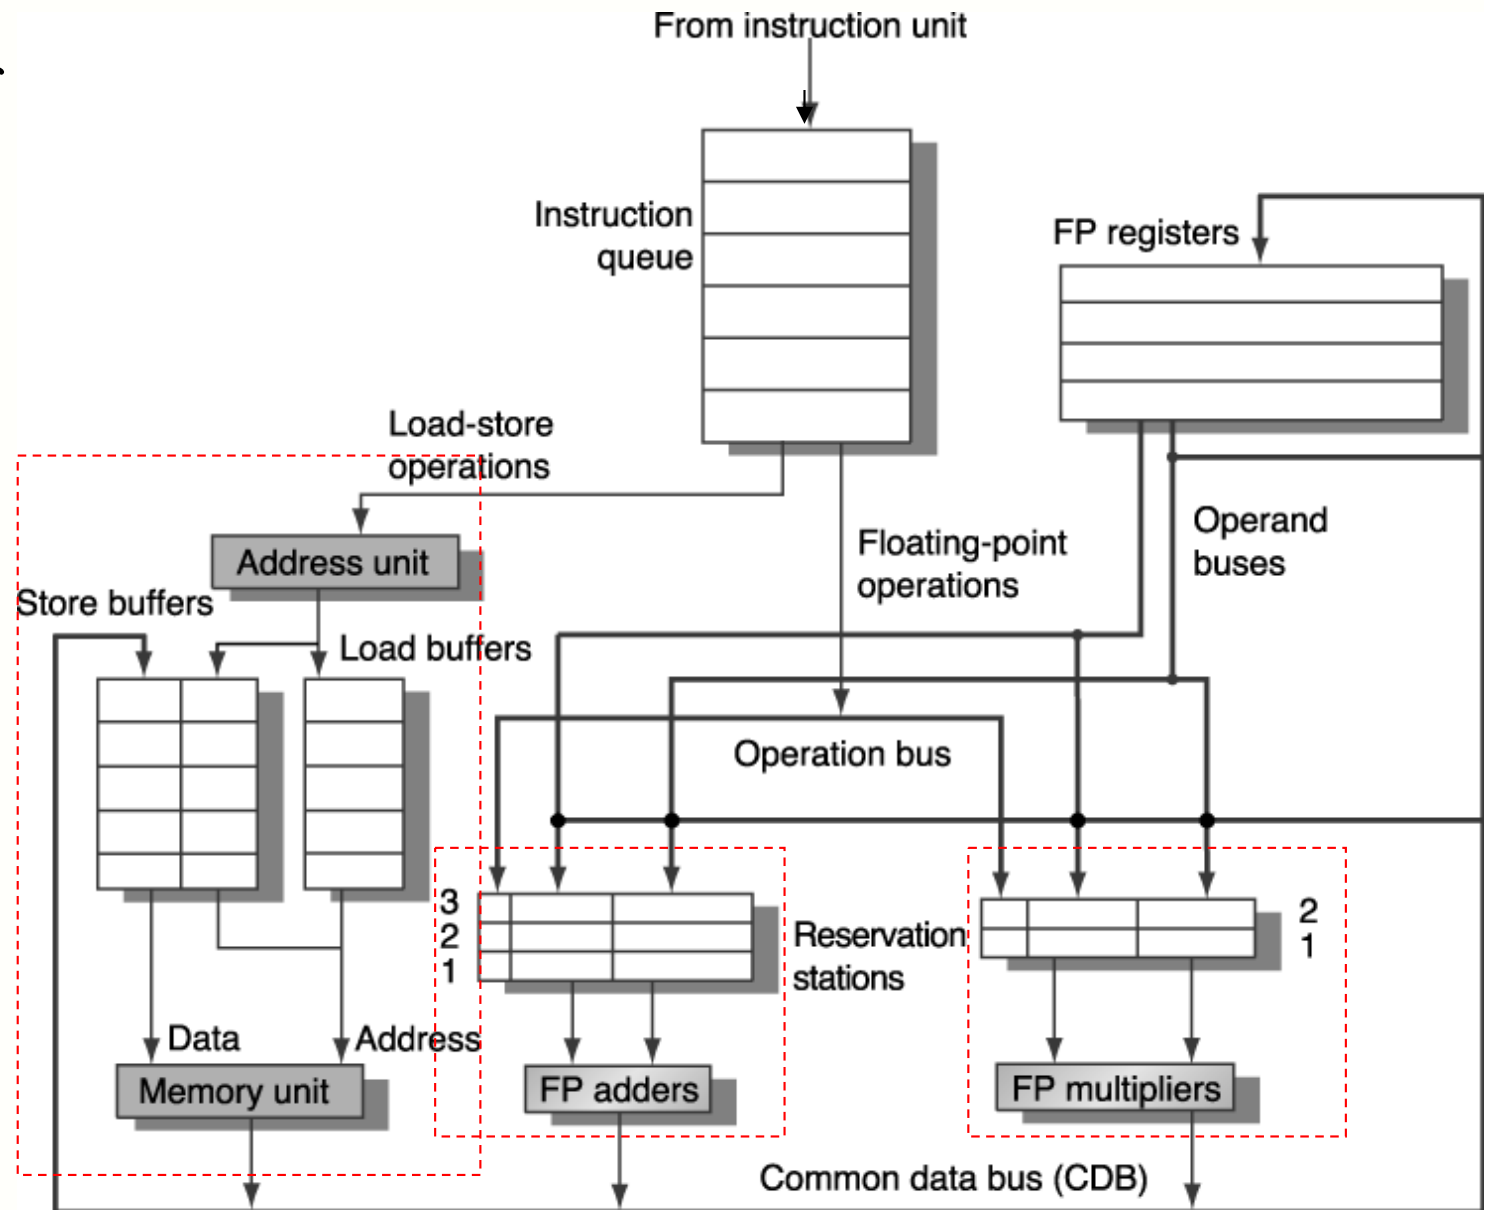 From instruction unit
Instruction
queue
FP registers
Load-store
operations
Operand
buses
Floating-point
operations
Address unit
Store buffers
Load buffers
Operation bus
3
2
1
Reservation
stations
2
1
Data
Address
Memory unit
FP adders
FP multipliers
Common data bus (CDB)